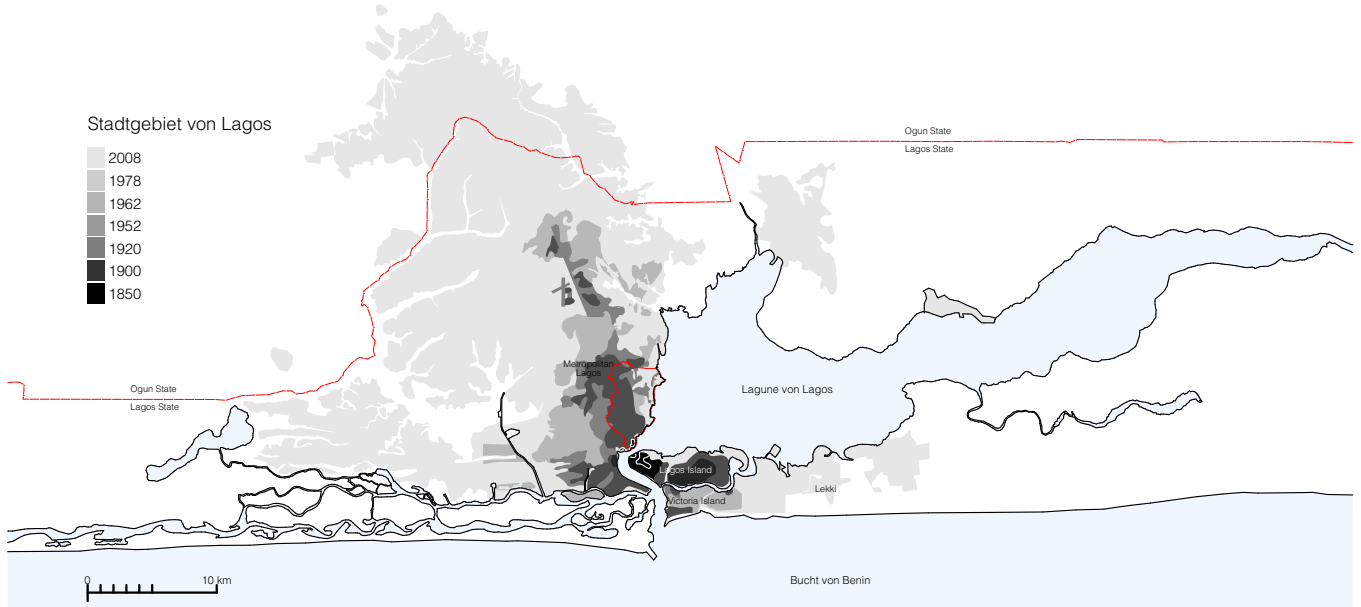 Stadtgebiet von Lagos
2008
1978
1962
1952
1920
1900
1850
Ogun State
Lagos State
Metropolitan
Lagos
Ogun State
Lagos State
Lagune von Lagos
Lagos Island
Lekki
Victoria Island
0
10 km
Bucht von Benin